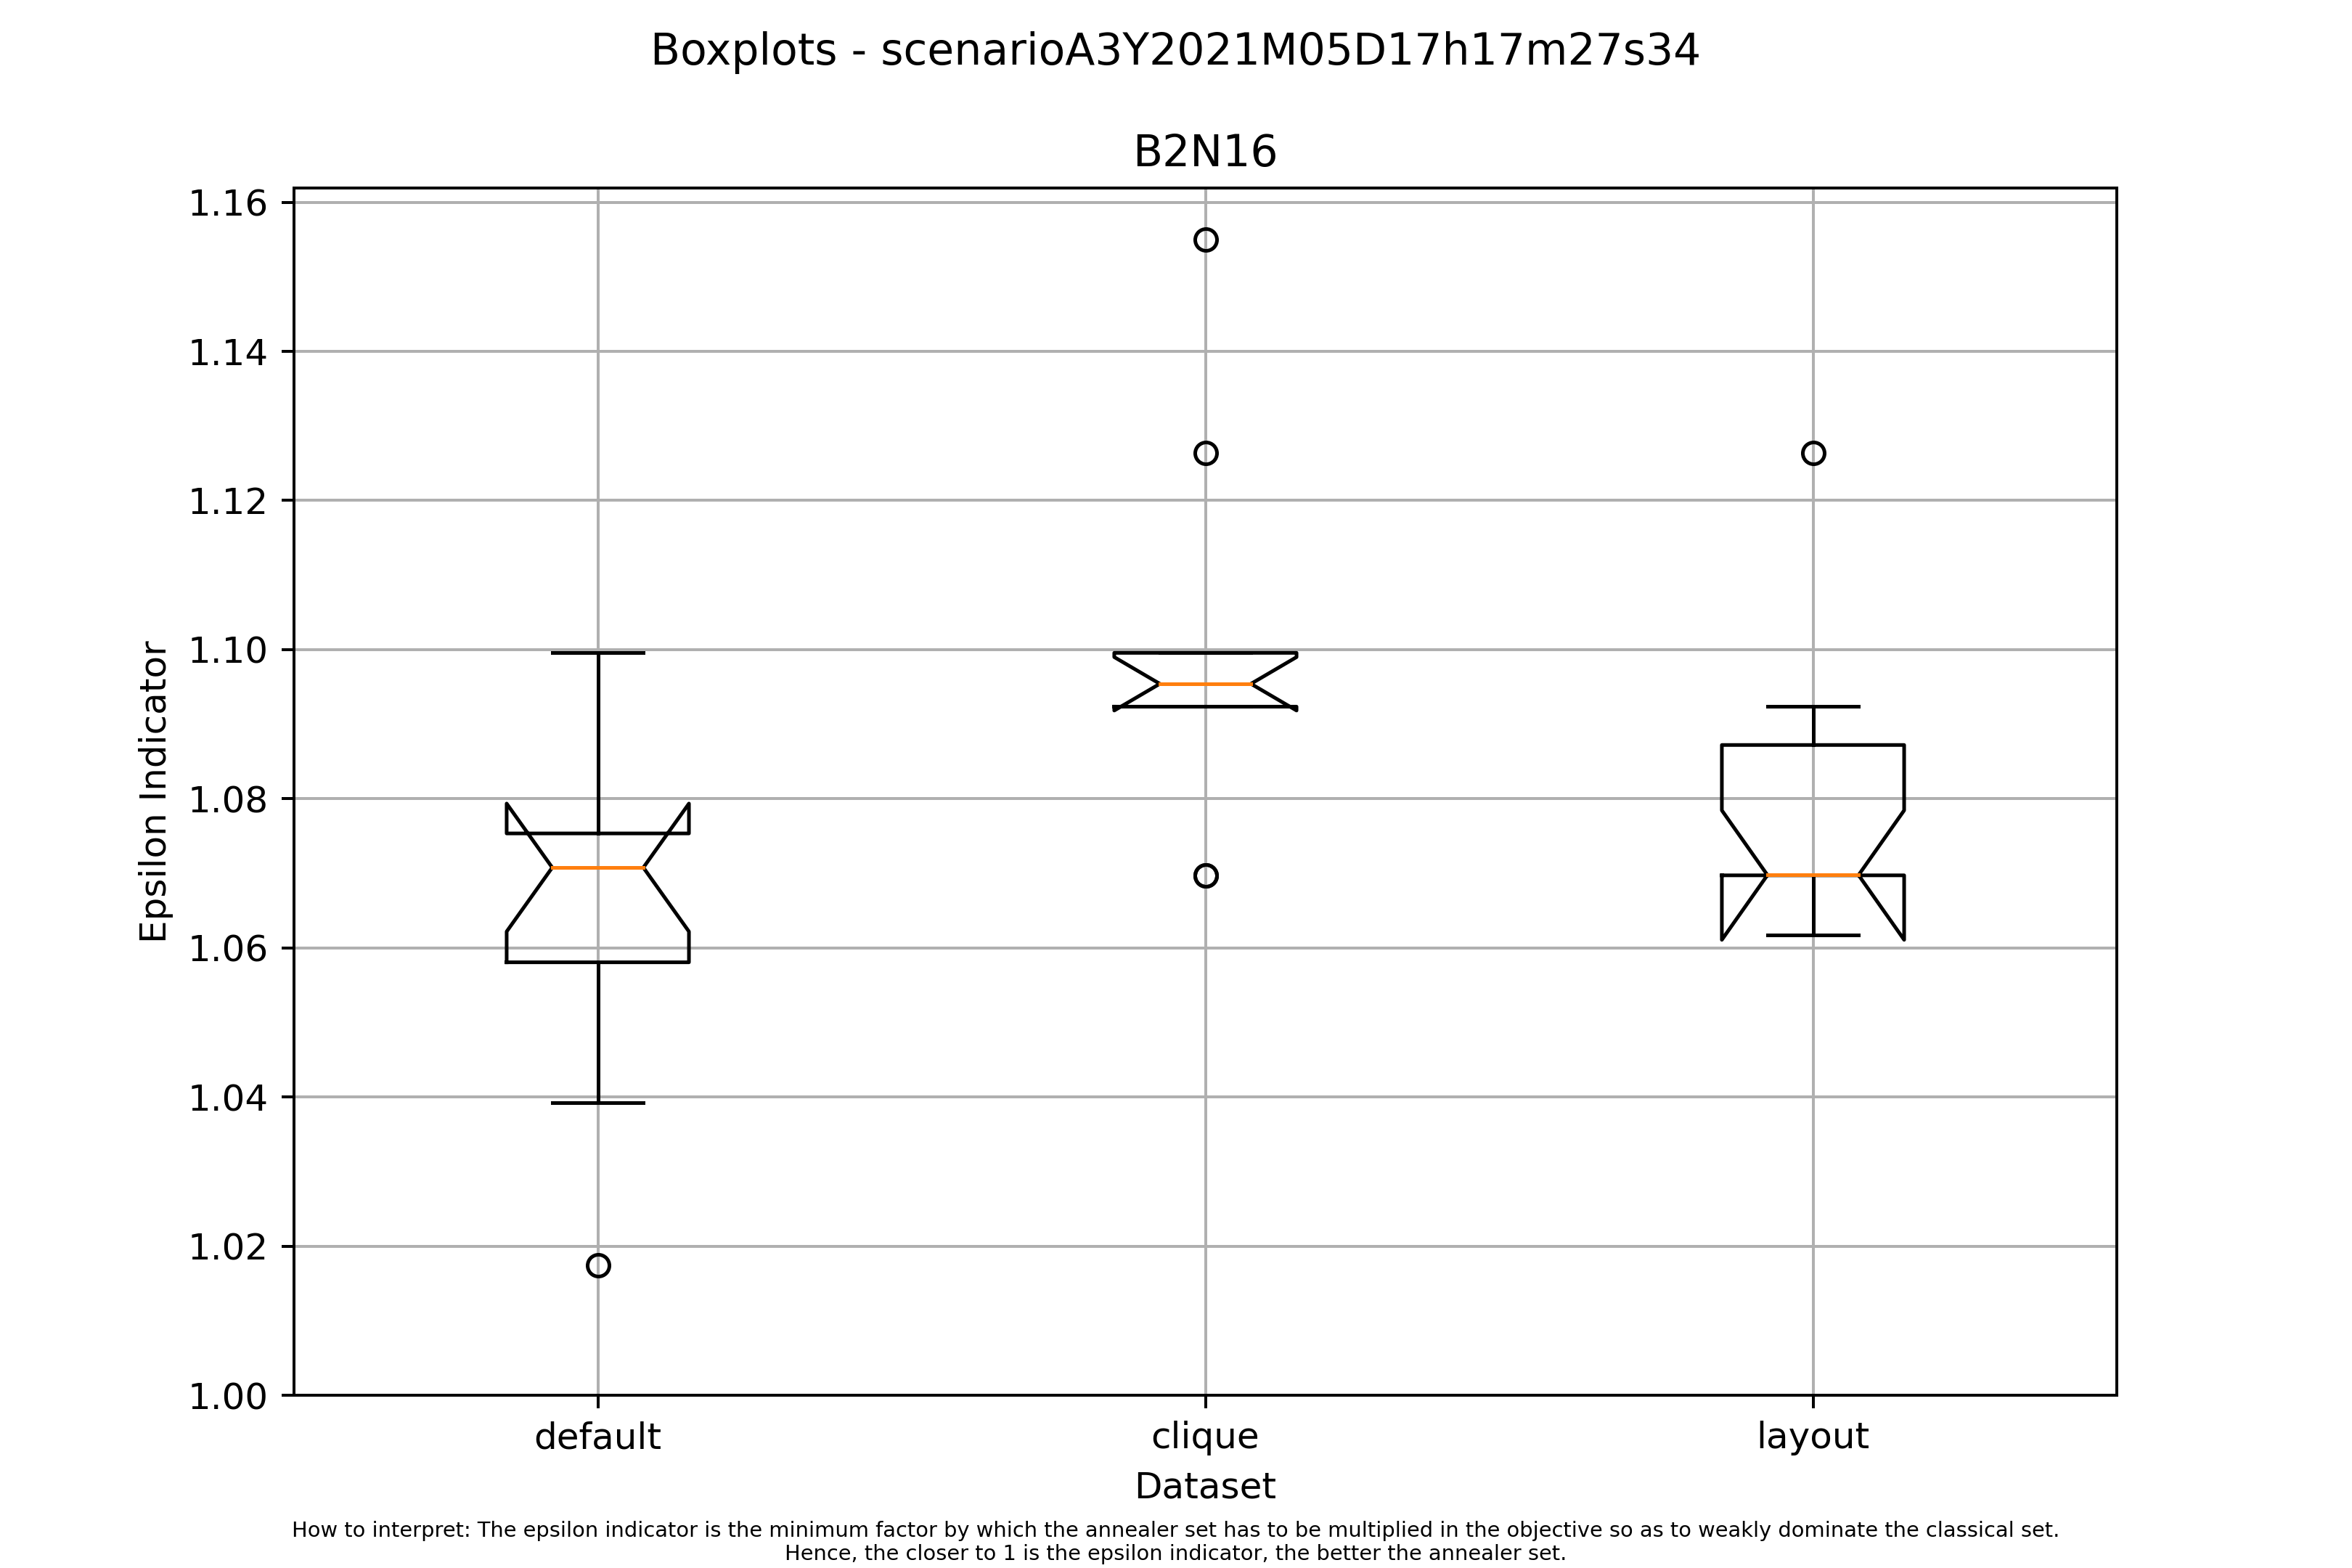 Boxplots - scenarioA3Y2021M05D17h17m27s34
B2N16
1.16
1.14
1.12
1.10
1.08
1.06
1.04
1.02
1.00
Epsilon Indicator
default
clique
layout
Dataset
How to interpret: The epsilon indicator is the minimum factor by which the annealer set has to be multiplied in the objective so as to weakly dominate the classical set.
Hence, the closer to 1 is the epsilon indicator, the better the annealer set.